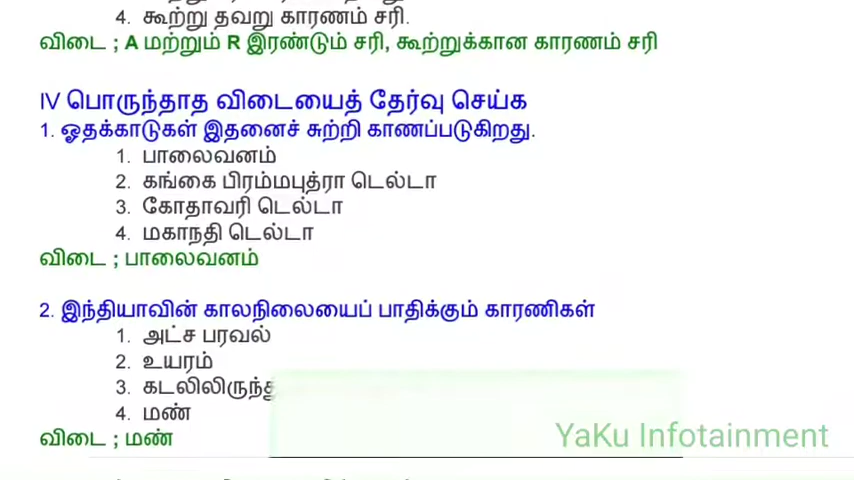 4. கூற்று தவறு காரணம் சரி.
விடை ; A மற்றும் R இரண்டும் சரி, கூற்றுக்கான காரணம் சரி
IV பொருந்தாத விடையைத் தேர்வு செய்க
1. ஓதக்காடுகள் இதனைச் சுற்றி காணப்படுகிறது.
1. பாலைவனம்
2. கங்கை பிரம்மபுத்ரா டெல்டா
3. கோதாவரி டெல்டா
4. மகாநதி டெல்டா
விடை ; பாலைவனம்
2. இந்தியாவின் காலநிலையைப் பாதிக்கும் காரணிகள்
1. அட்ச பரவல்
2. உயரம்
3. கடலிலிருந்து
4. மண்
விடை ; மண்
YaKu Infotainment